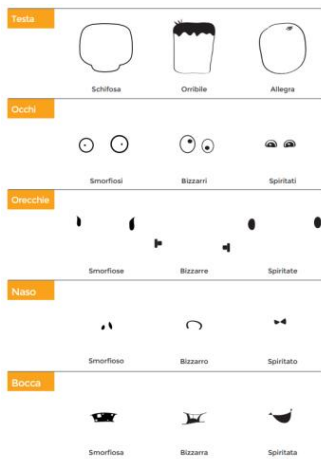 Testa
Schifosa Orribile Allegra
Occhi
Smorfiosi Bizzarri Spiritati
Orecchie
Smorfiose Bizzarre Spiritate
Naso
Smorfioso Bizzarro Spiritato
Bocca
Smorfiosa Bizzarra Spiritata